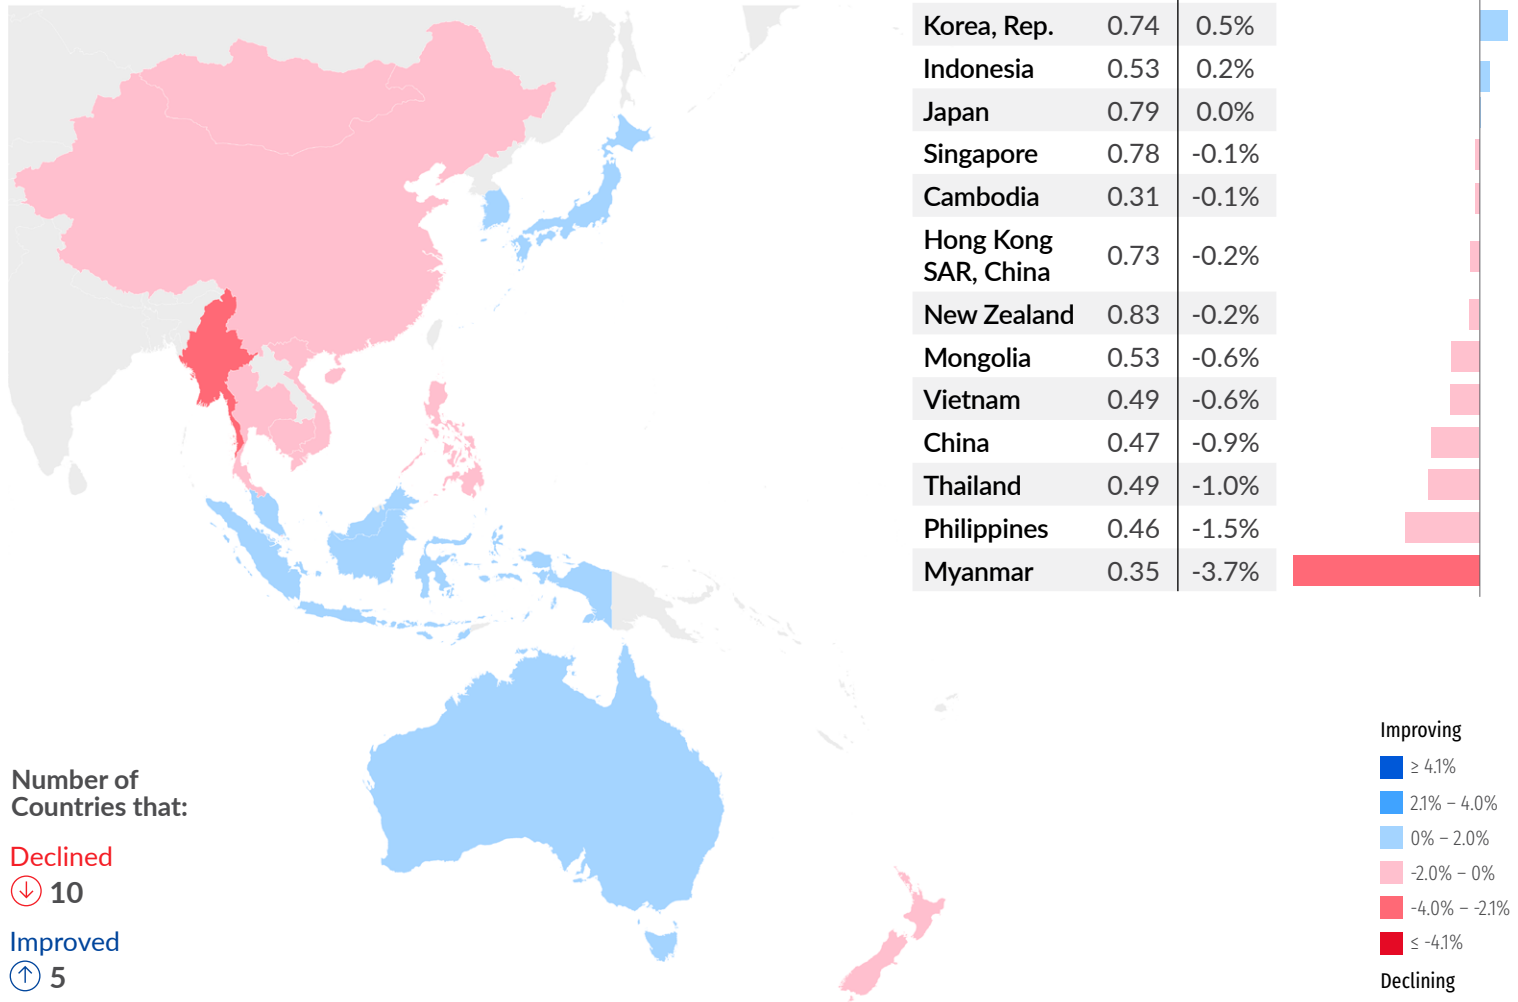 Korea, Rep. 0.74 0.5%
Indonesia 0.53 0.2%
Japan 0.79 0.0%
Singapore 0.78 -0.1%
Cambodia 0.31 -0.1%
Hong Kong
SAR, China 0.73 -0.2%
New Zealand 0.83 -0.2%
Mongolia 0.53 -0.6%
Vietnam 0.49 -0.6%
China 0.47 -0.9%
Thailand 0.49 -1.0%
Philippines 0.46 -1.5%
Myanmar 0.35 -3.7%
Number of
Countries that:
Declined
10
Improved
5
Improving
≥ 4.1%
2.1% – 4.0%
0% – 2.0%
-2.0% – 0%
-4.0% – -2.1%
≤ -4.1%
Declining